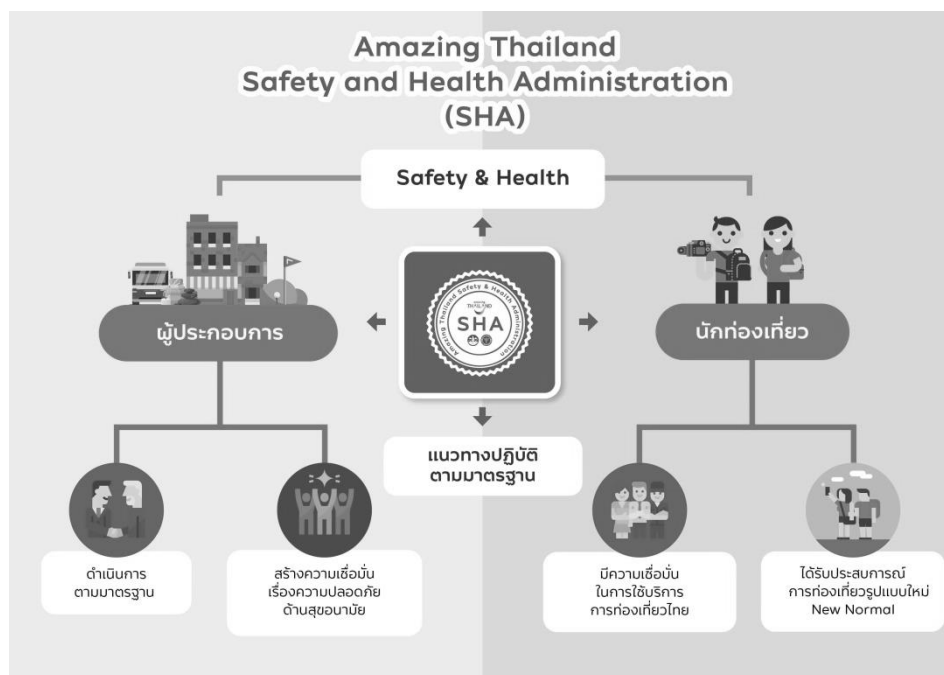 Amazing Thailand
Safety and Health Administration
(SHA)
Safety & Health
Amazing Thailand Safety & Health Administration
THAILAND
SHA
ผู้ประกอบการ
นักท่องเที่ยว
แนวทางปฏิบัติ
ตามมาตรฐาน
ดำเนินการ
ตามมาตรฐาน
สร้างความเชื่อมั่น
เรื่องความปลอดภัย
ด้านสุขอนามัย
มีความเชื่อมั่น
ในการใช้บริการ
การท่องเที่ยวไทย
ได้รับประสบการณ์
การท่องเที่ยวรูปแบบใหม่
New Normal